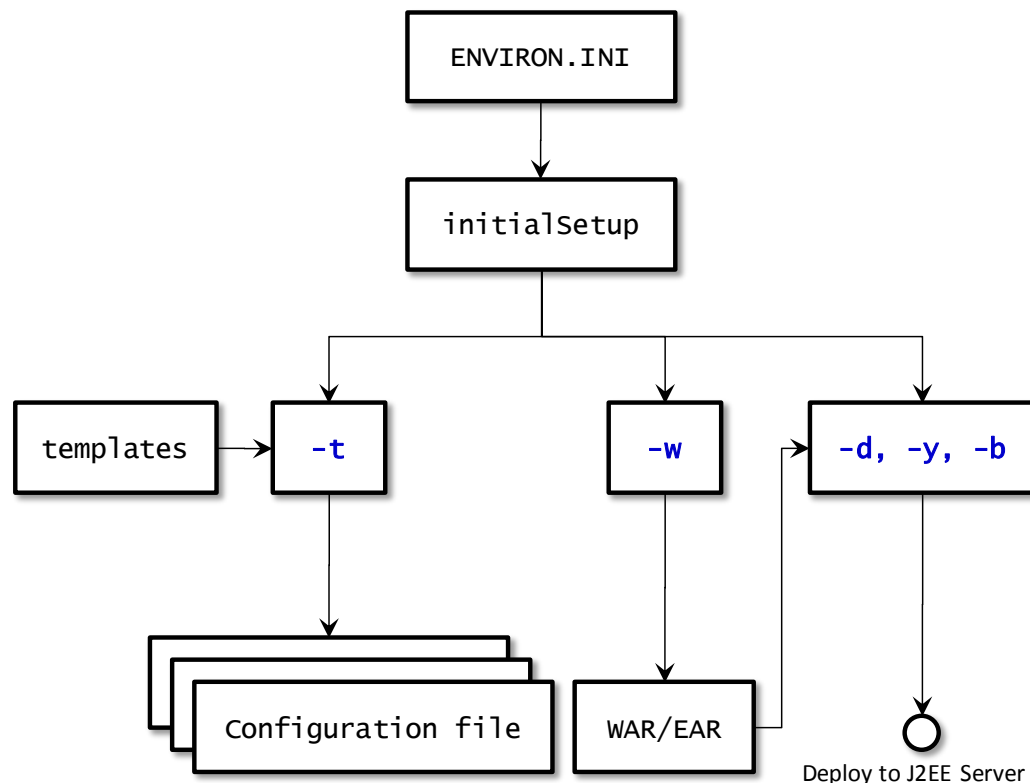 ENVIRON.INI
initialSetup
templates
-t
-w
-d, -y, -b
Configuration file
WAR/EAR
Deploy to J2EE Server